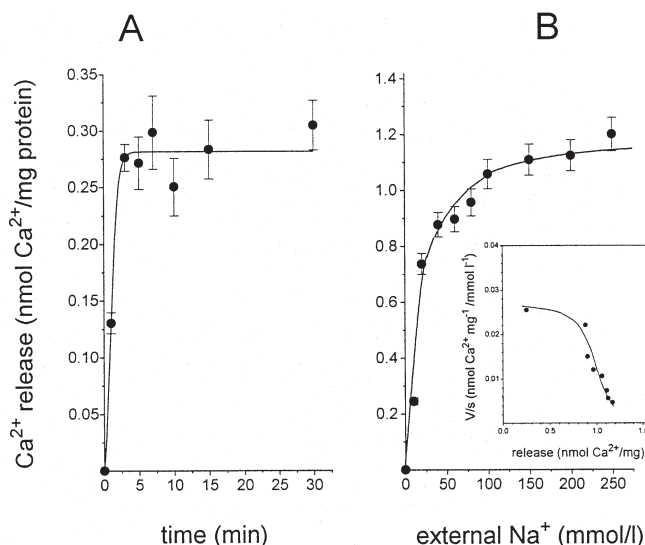 A
B
Ca2+ release (nmol Ca2+/mg protein)
0.35
0.30
0.25
0.20
0.15
0.10
0.05
0 5 10 15 20 25 30
time (min)
1.4
1.2
1.0
0.8
0.6
0.4
0.2
0 50 100 150 200 250
external Na+ (mmol/l)
V/s (nmol Ca2+ mg-1 /mmol l-1)
0.04
0.03
0.02
0.01
0.0 0.5 1.0
release (nmol Ca2+/mg)